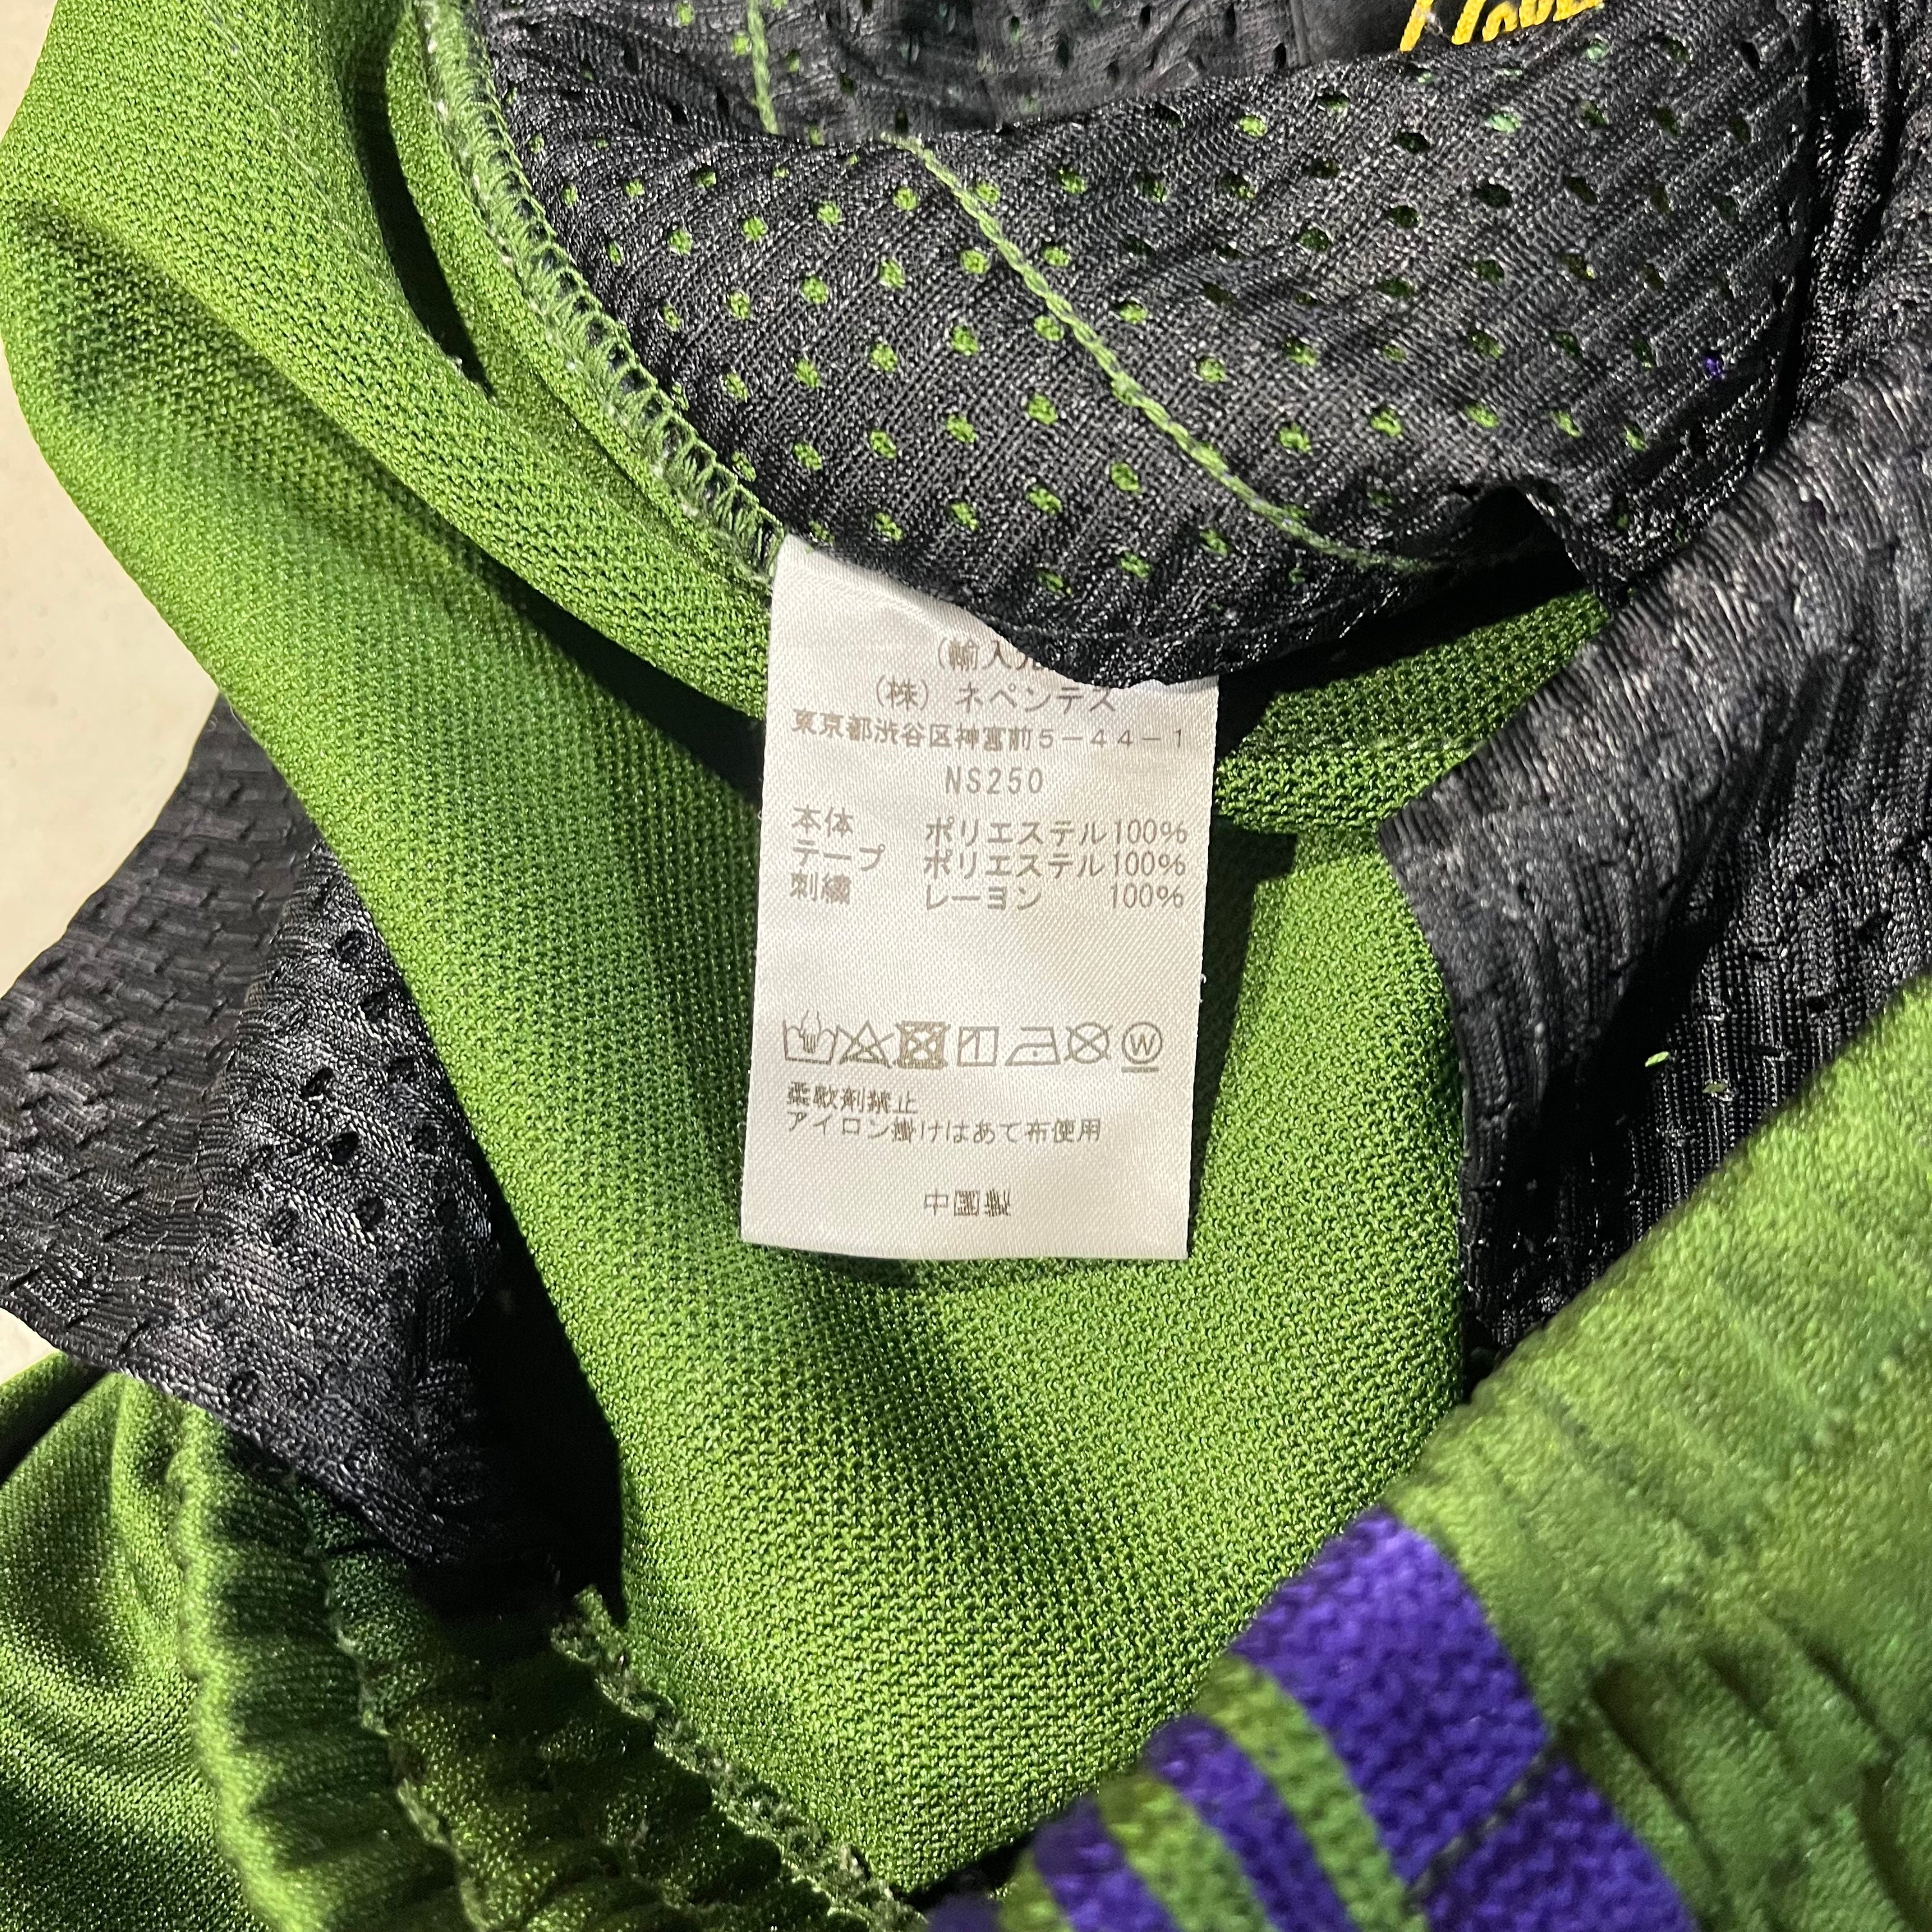 (輸入元
(株) ネペンテス
東京都渋谷区神宮前5-44-1
NS250
本体 ポリエステル100%
テープ ポリエステル100%
刺繍 レーヨン 100%
W
柔軟剤禁止
アイロン掛けはあて布使用
中国製